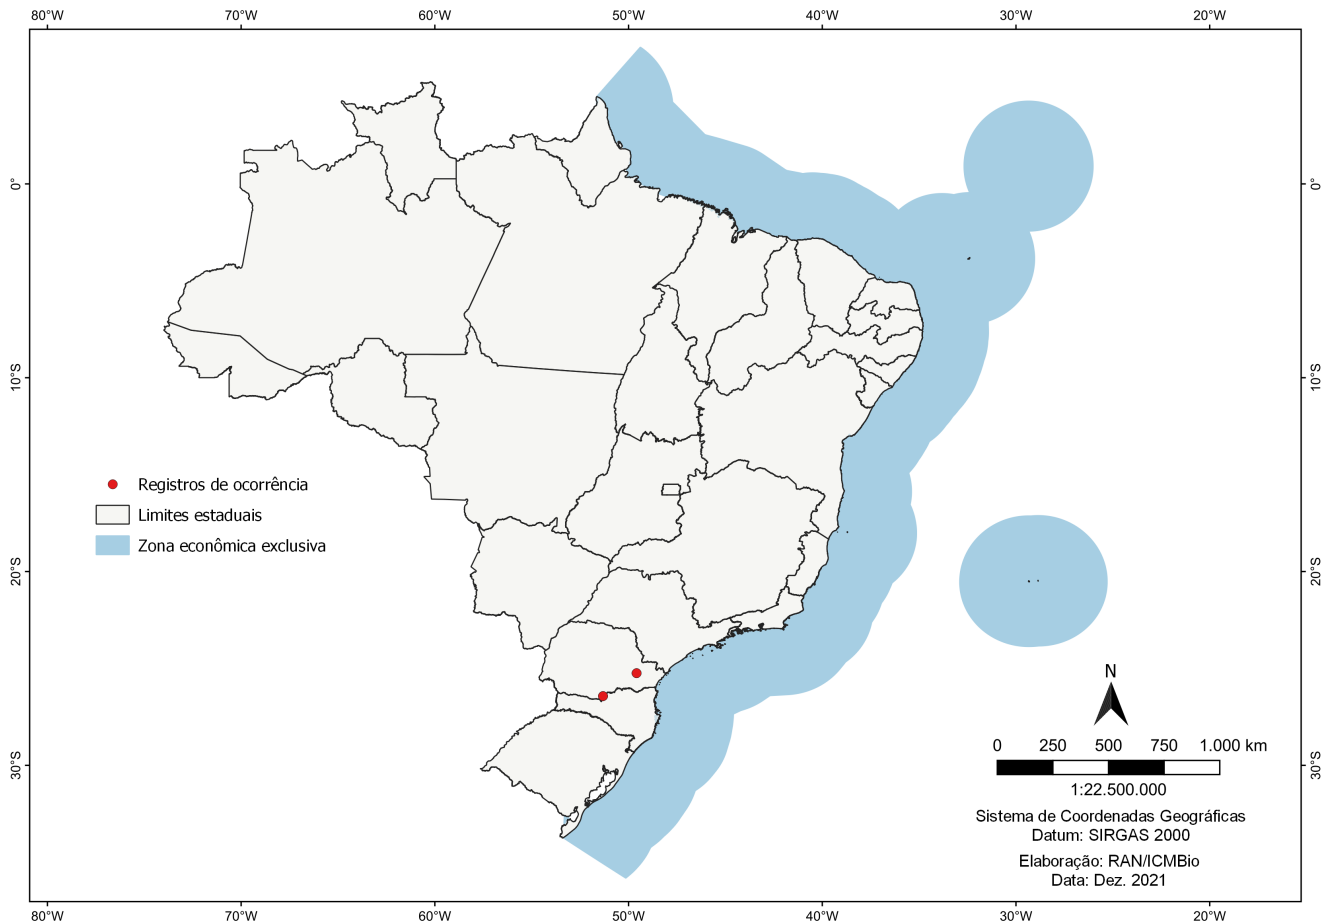 80°W 70°W 60°W 50°W 40°W 30°W 20°W
0° 0°
10°S 10°S
Registros de ocorrência
Limites estaduais
Zona econômica exclusiva
20°S 20°S
N
0 250 500 750 1.000 km
30°S 30°S
1:22.500.000
Sistema de Coordenadas Geográficas
Datum: SIRGAS 2000
Elaboração: RAN/ICMBio
Data: Dez. 2021
80°W 70°W 60°W 50°W 40°W 30°W 20°W